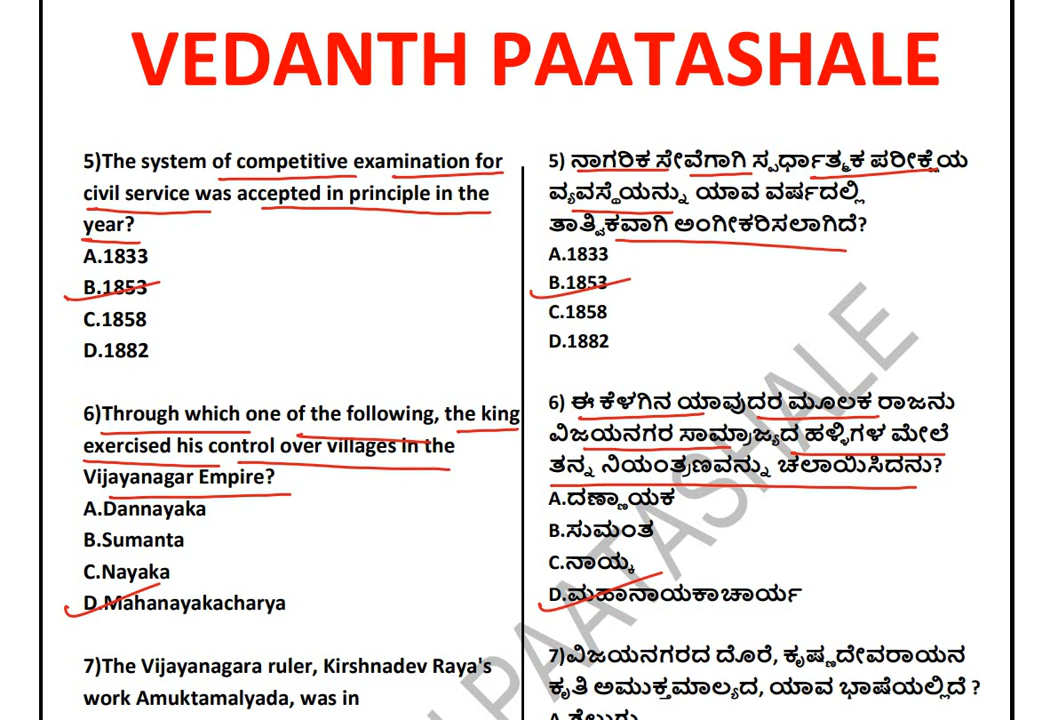 VEDANTH PAATASHALE
5)The system of competitive examination for
civil service was accepted in principle in the
year?
A.1833
B.1853
C.1858
D.1882
6)Through which one of the following, the king
exercised his control over villages in the
Vijayanagar Empire?
A.Dannayaka
B.Sumanta
C.Nayaka
D.Mahanayakacharya
7)The Vijayanagara ruler, Kirshnadev Raya's
work Amuktamalyada, was in
5) ನಾಗರಿಕ ಸೇವೆಗಾಗಿ ಸ್ಪರ್ಧಾತ್ಮಕ ಪರೀಕ್ಷೆಯ
ವ್ಯವಸ್ಥೆಯನ್ನು ಯಾವ ವರ್ಷದಲ್ಲಿ
ತಾತ್ವಿಕವಾಗಿ ಅಂಗೀಕರಿಸಲಾಗಿದೆ?
A.1833
B.1853
C.1858
D.1882
6) ಈ ಕೆಳಗಿನ ಯಾವುದರ ಮೂಲಕ ರಾಜನು
ವಿಜಯನಗರ ಸಾಮ್ರಾಜ್ಯದ ಹಳ್ಳಿಗಳ ಮೇಲೆ
ತನ್ನ ನಿಯಂತ್ರಣವನ್ನು ಚಲಾಯಿಸಿದನು?
A.ದಣ್ಣಾಯಕ
B.ಸುಮಂತ
C.ನಾಯ್ಕ
D.ಮಹಾನಾಯಕಾಚಾರ್ಯ
7)ವಿಜಯನಗರದ ದೊರೆ, ಕೃಷ್ಣದೇವರಾಯನ
ಕೃತಿ ಅಮುಕ್ತಮಾಲ್ಯದ, ಯಾವ ಭಾಷೆಯಲ್ಲಿದೆ ?
A.ತೆಲುಗು
PAATASHALE